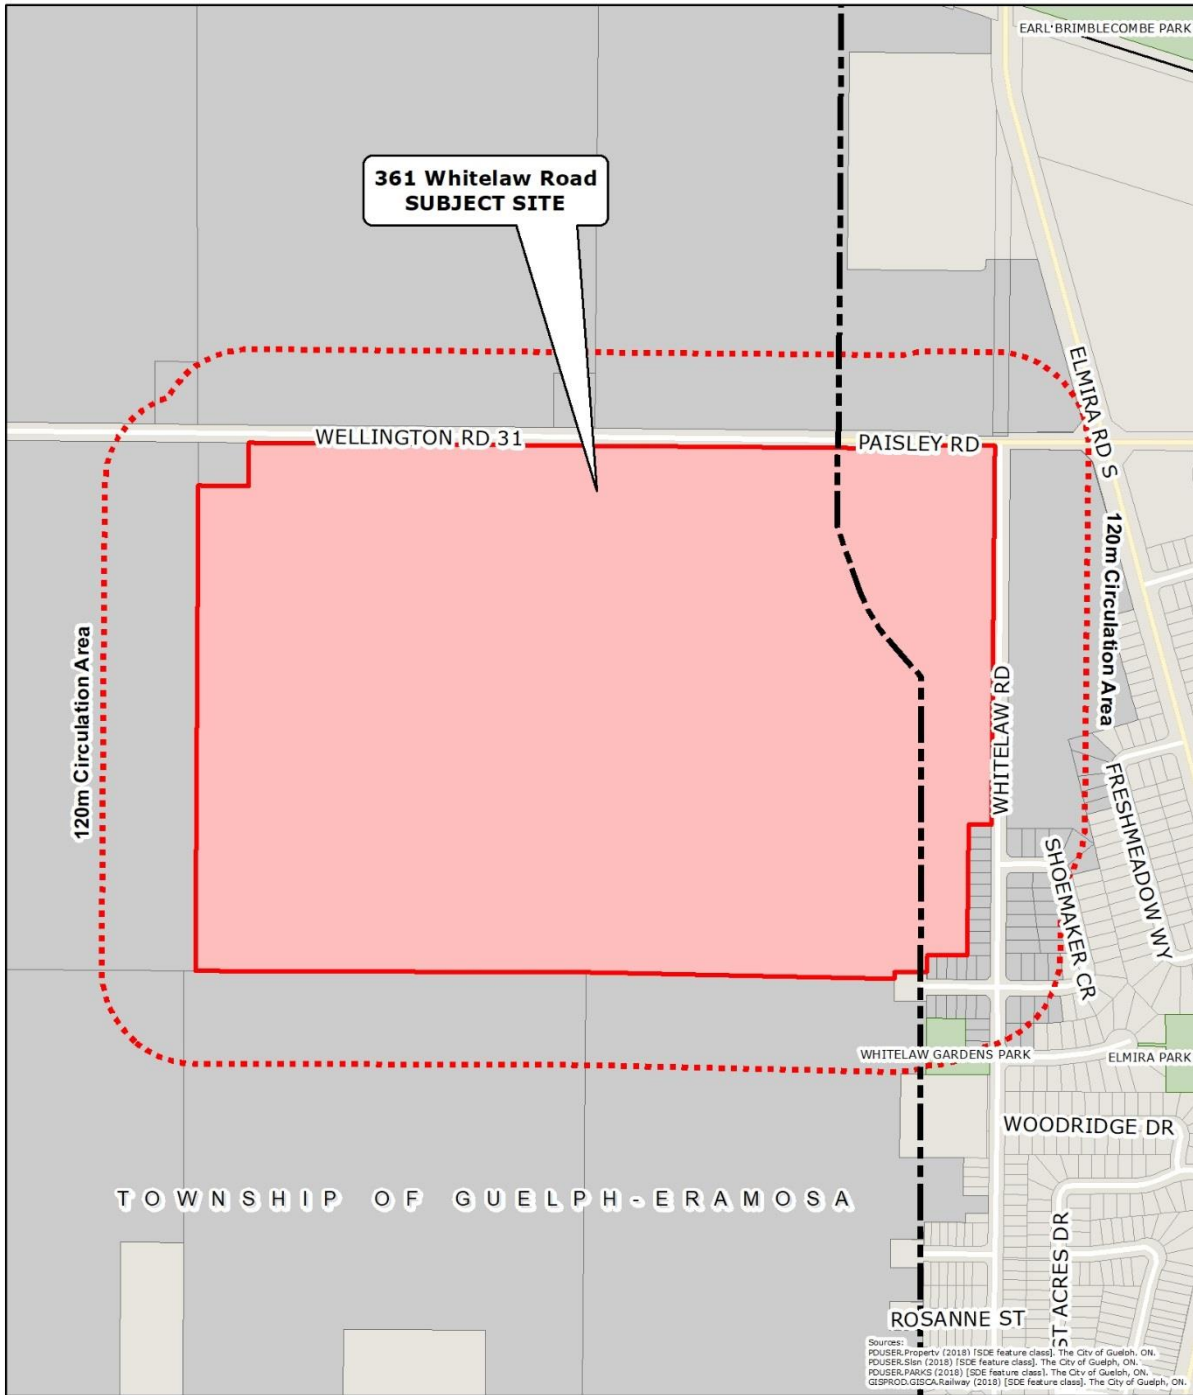 EARL BRIMBLECOMBE PARK
361 Whitelaw Road
SUBJECT SITE
ELMIRA RD S
WELLINGTON RD 31
PAISLEY RD
120m Circulation Area
120m Circulation Area
WHITELAW RD
FRESHMEADOW WY
SHOEMAKER CR
WHITELAW GARDENS PARK
ELMIRA PARK
WOODRIDGE DR
TOWNSHIP OF GUELPH-ERAMOSA
ST ACRES DR
ROSANNE ST
Sources:
PDUSER.Property (2018) [SDE feature class]. The City of Guelph, ON.
PDUSER.Slsn (2018) [SDE feature class]. The City of Guelph, ON.
PDUSER.PARKS (2018) [SDE feature class]. The City of Guelph, ON.
GISPROD.GISCA.Railway (2018) [SDE feature class]. The City of Guelph, ON.